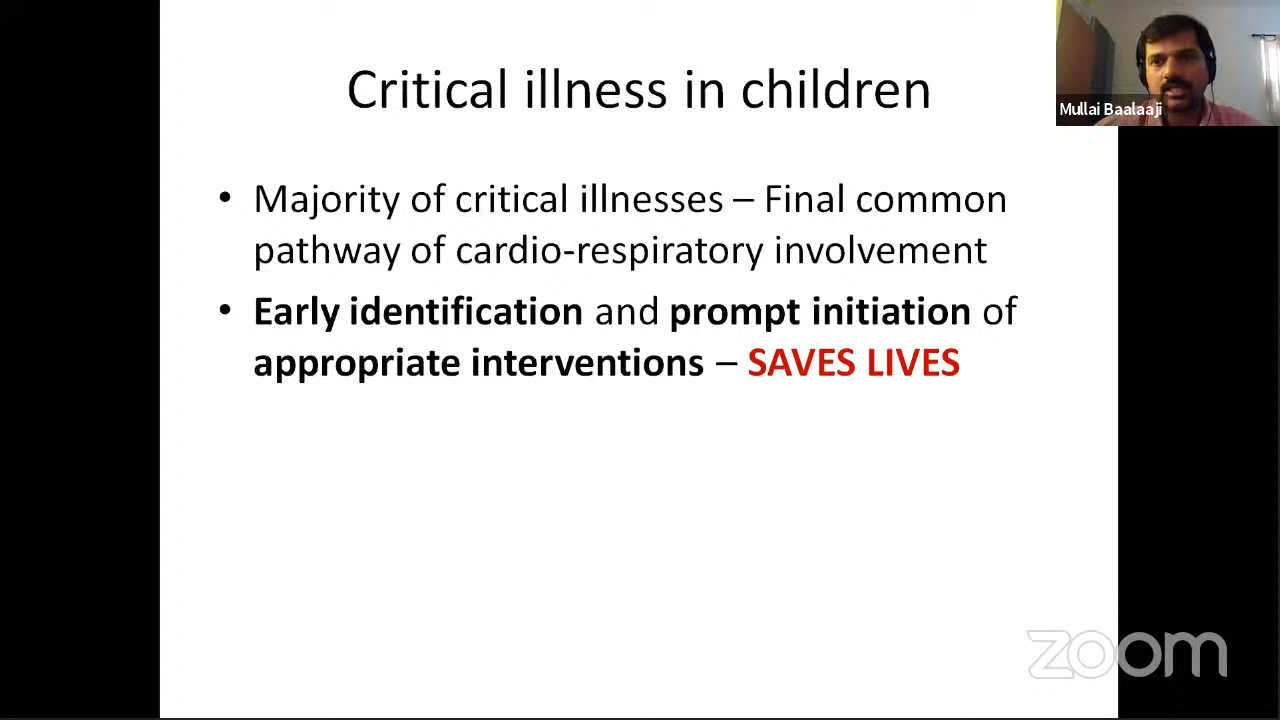 Critical illness in children
Mullai Baalaaji
• Majority of critical illnesses – Final common
pathway of cardio-respiratory involvement
• Early identification and prompt initiation of
appropriate interventions – SAVES LIVES
zoom